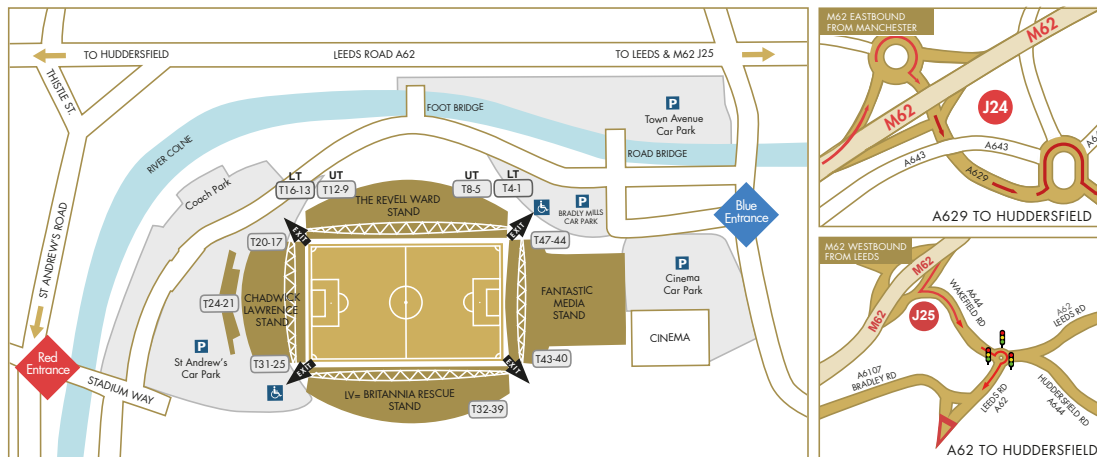 TO HUDDERSFIELD
LEEDS ROAD A62
TO LEEDS & M62 J25
THISTLE ST.
FOOT BRIDGE
P
Town Avenue
Car Park
RIVER COLNE
ROAD BRIDGE
Coach Park
LT
T16-13
UT
T12-9
UT
T8-5
LT
T4-1
THE REVELL WARD
STAND
P
BRADLY MILLS
CAR PARK
Blue
Entrance
EXIT
EXIT
T20-17
T47-44
ST ANDREW'S ROAD
P
Cinema
Car Park
T24-21
CHADWICK
LAWRENCE
STAND
FANTASTIC
MEDIA
STAND
CINEMA
P
St Andrew's
Car Park
Red
Entrance
T31-25
EXIT
EXIT
T43-40
STADIUM WAY
LV= BRITANNIA RESCUE
STAND
T32-39
M62 EASTBOUND
FROM MANCHESTER
M62
M62
J24
A643
A643
A629
A629 TO HUDDERSFIELD
M62 WESTBOUND
FROM LEEDS
M62
M62
J25
A644
WAKEFIELD RD
A62
LEEDS RD
A6107
BRADLEY RD
LEEDS RD
A62
HUDDERSFIELD RD
A644
A62 TO HUDDERSFIELD